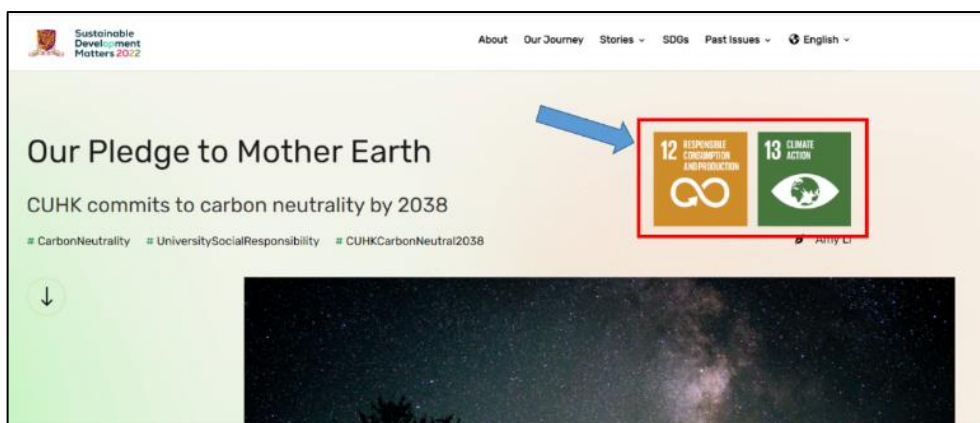 Sustainable
Development
Matters 2022
About Our Journey Stories SDGs Past Issues English
Our Pledge to Mother Earth
12 RESPONSIBLE
CONSUMPTION
AND PRODUCTION
13 CLIMATE
ACTION
CUHK commits to carbon neutrality by 2038
# CarbonNeutrality # UniversitySocialResponsibility # CUHKCarbonNeutral2038
Amy Li